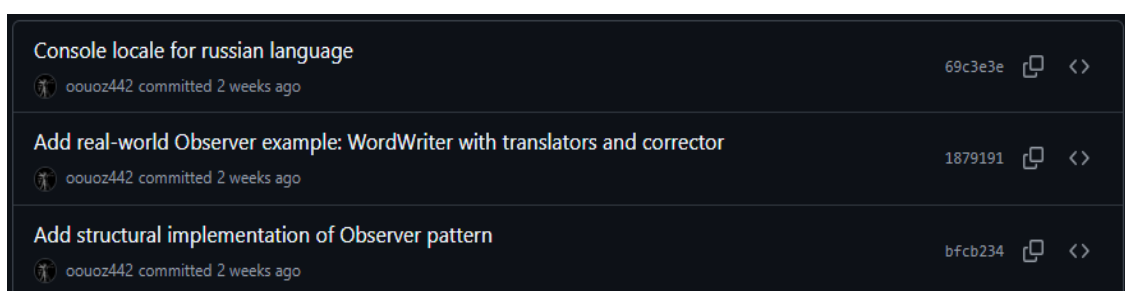 Console locale for russian language
oouoz442 committed 2 weeks ago
69c3e3e
Add real-world Observer example: WordWriter with translators and corrector
oouoz442 committed 2 weeks ago
1879191
Add structural implementation of Observer pattern
oouoz442 committed 2 weeks ago
bfcb234